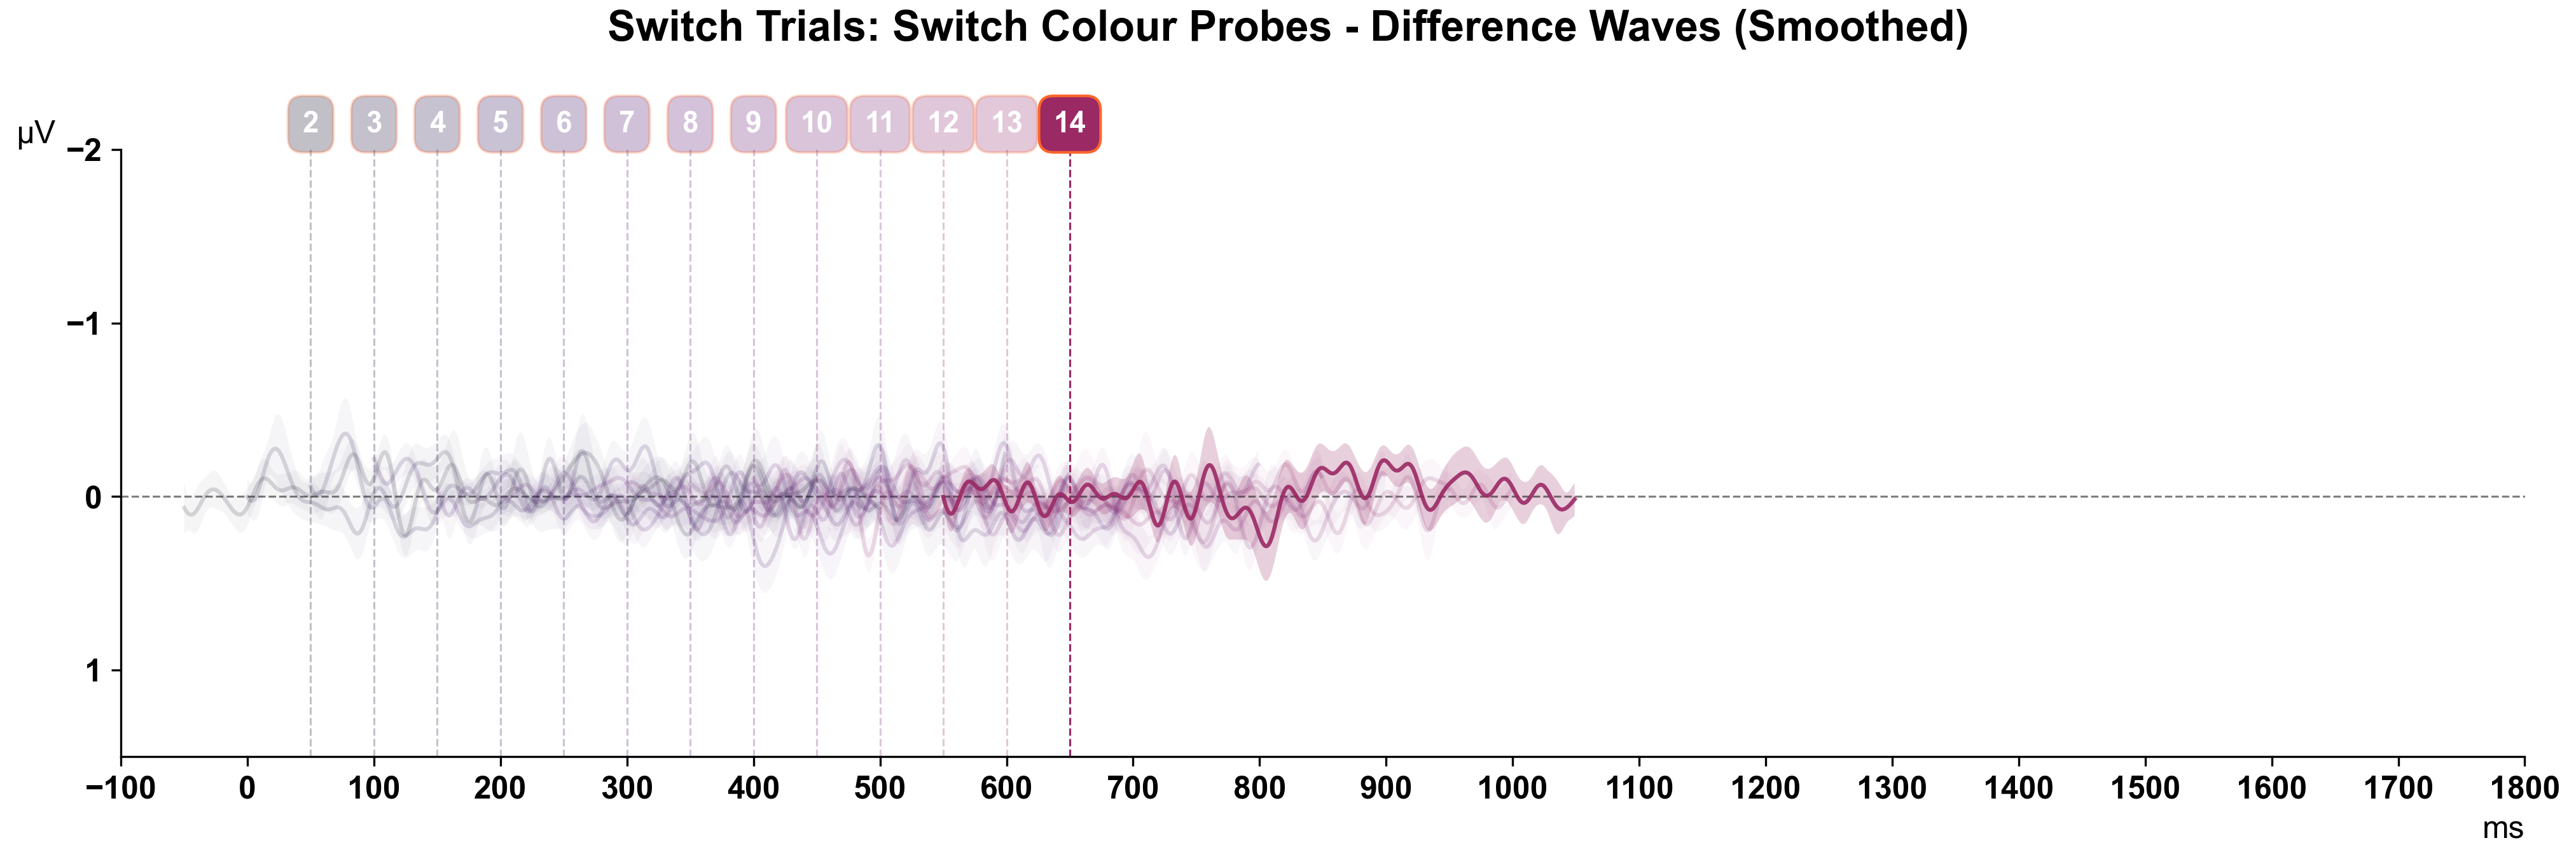 Switch Trials: Switch Colour Probes - Difference Waves (Smoothed)
2 3 4 5 6 7 8 9 10 11 12 13 14
µV
−2
−1
0
1
−100 0 100 200 300 400 500 600 700 800 900 1000 1100 1200 1300 1400 1500 1600 1700 1800
ms